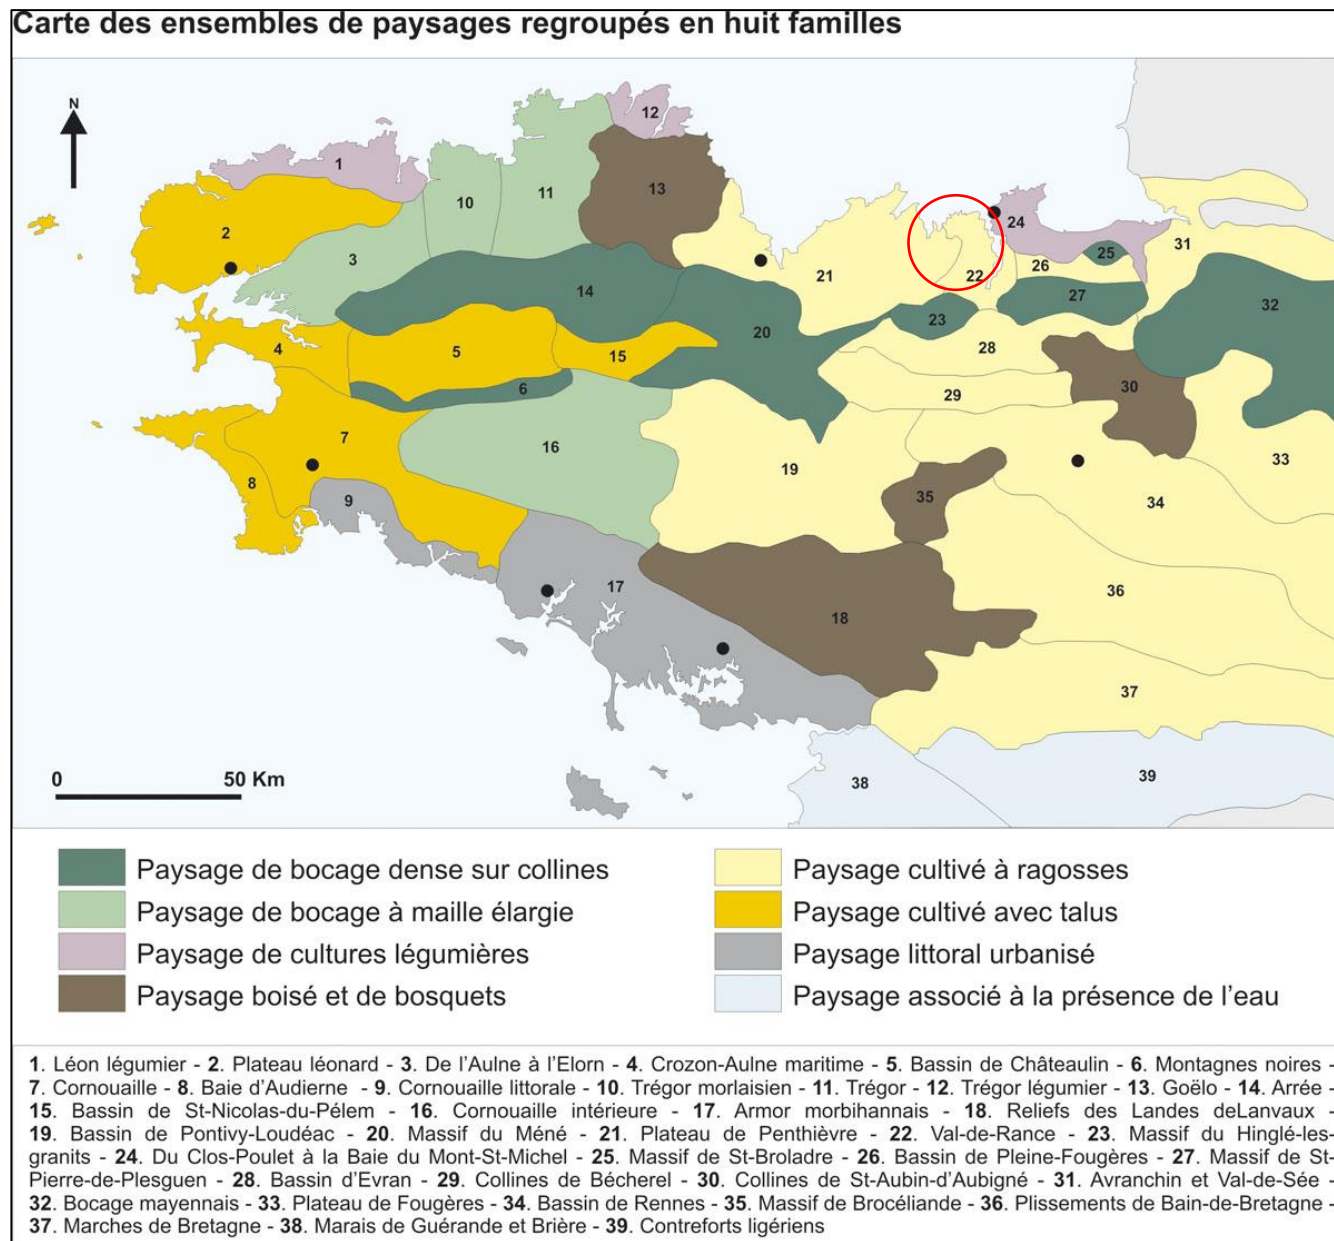 Carte des ensembles de paysages regroupés en huit familles
N
12
1
13
10
11
2
24
31
3
25
26
21
22
14
27
32
23
20
28
4
5
15
6
30
29
7
16
33
19
8
35
9
34
17
36
18
37
0 50 Km
38
39
Paysage de bocage dense sur collines
Paysage de bocage à maille élargie
Paysage de cultures légumières
Paysage boisé et de bosquets
Paysage cultivé à ragosses
Paysage cultivé avec talus
Paysage littoral urbanisé
Paysage associé à la présence de l'eau
1. Léon légumier - 2. Plateau léonard - 3. De l'Aulne à l'Elorn - 4. Crozon-Aulne maritime - 5. Bassin de Châteaulin - 6. Montagnes noires -
7. Cornouaille - 8. Baie d'Audierne - 9. Cornouaille littorale - 10. Trégor morlaisien - 11. Trégor - 12. Trégor légumier - 13. Goëlo - 14. Arrée -
15. Bassin de St-Nicolas-du-Pélem - 16. Cornouaille intérieure - 17. Armor morbihannais - 18. Reliefs des Landes deLanvaux -
19. Bassin de Pontivy-Loudéac - 20. Massif du Méné - 21. Plateau de Penthièvre - 22. Val-de-Rance - 23. Massif du Hinglé-les-
granits - 24. Du Clos-Poulet à la Baie du Mont-St-Michel - 25. Massif de St-Broladre - 26. Bassin de Pleine-Fougères - 27. Massif de St-
Pierre-de-Plesguen - 28. Bassin d'Evran - 29. Collines de Bécherel - 30. Collines de St-Aubin-d'Aubigné - 31. Avranchin et Val-de-Sée -
32. Bocage mayennais - 33. Plateau de Fougères - 34. Bassin de Rennes - 35. Massif de Brocéliande - 36. Plissements de Bain-de-Bretagne -
37. Marches de Bretagne - 38. Marais de Guérande et Brière - 39. Contreforts ligériens